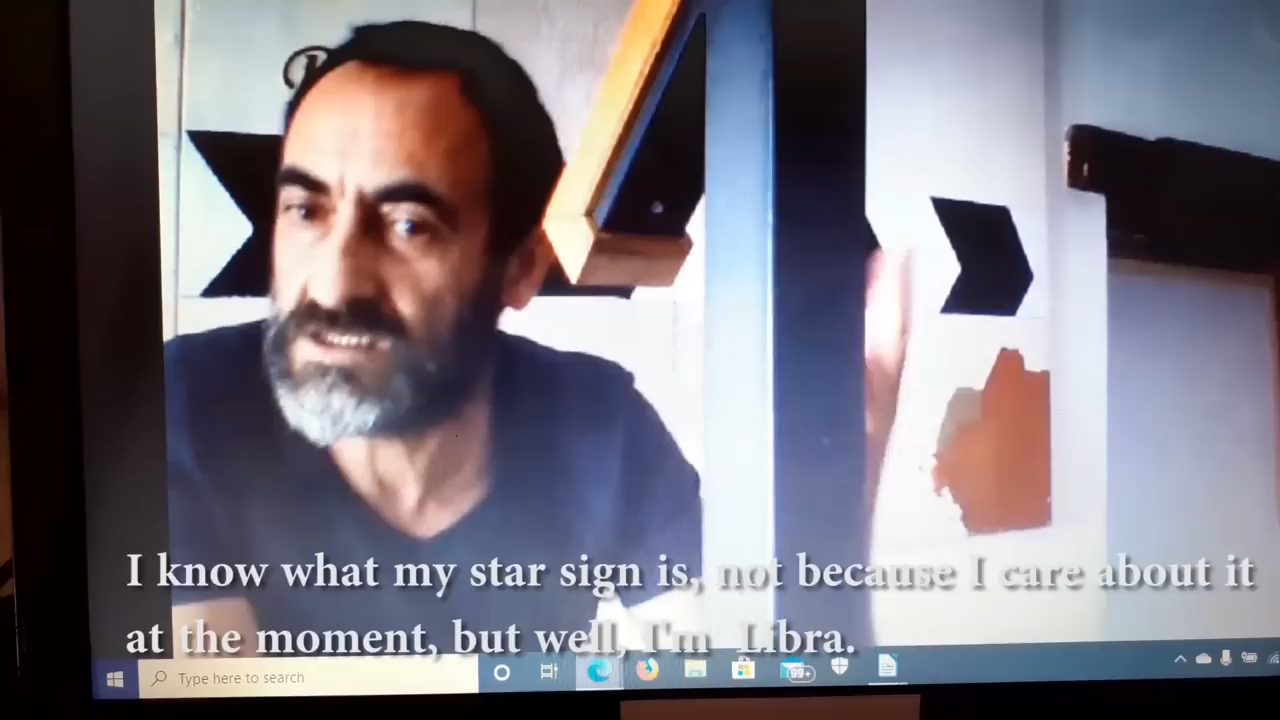 I know what my star sign is, not because I care about it
at the moment, but well, I'm Libra.
Type here to search
99+